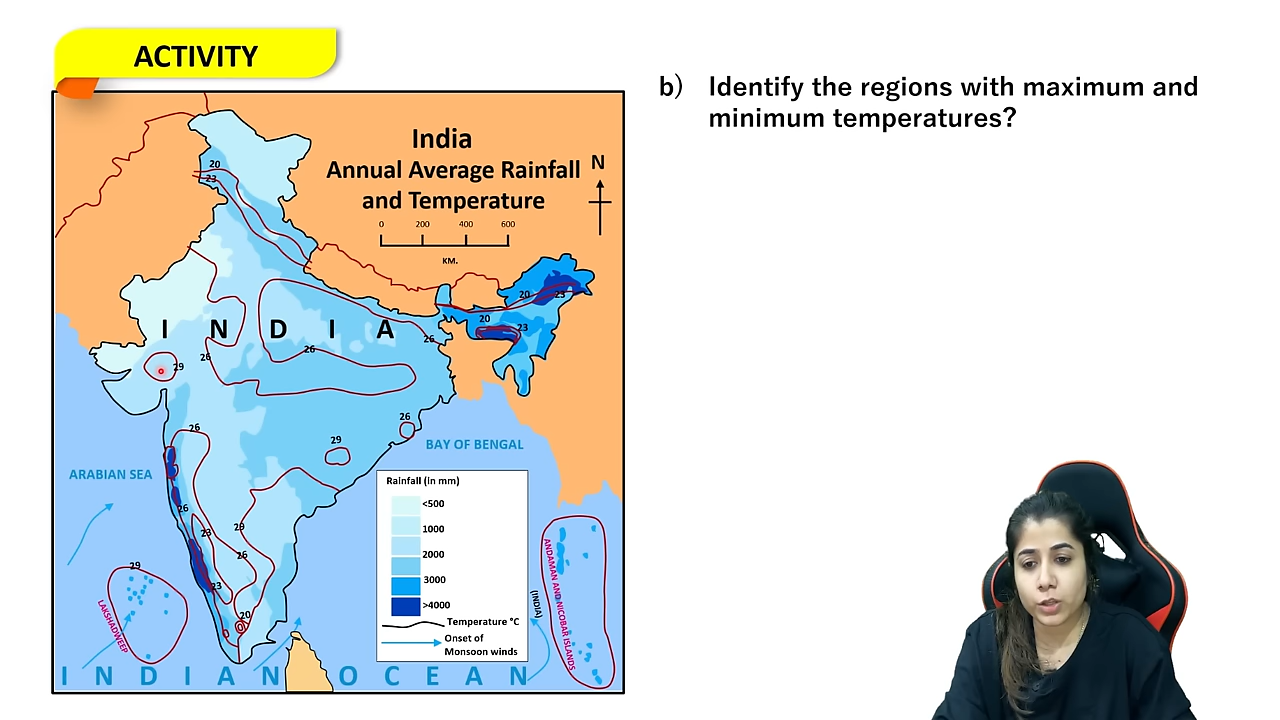 ACTIVITY
b) Identify the regions with maximum and
minimum temperatures?
India
Annual Average Rainfall
and Temperature
N
0 200 400 600
KM.
20
23
20
23
20
23
I N D I A
26
26
26
29
26
29
26
BAY OF BENGAL
ARABIAN SEA
26
23
29
26
23
20
29
LAKSHADWEEP
Rainfall (in mm)
<500
1000
2000
3000
>4000
Temperature °C
Onset of
Monsoon winds
ANDAMAN AND NICOBAR ISLANDS
(INDIA)
INDIAN OCEAN